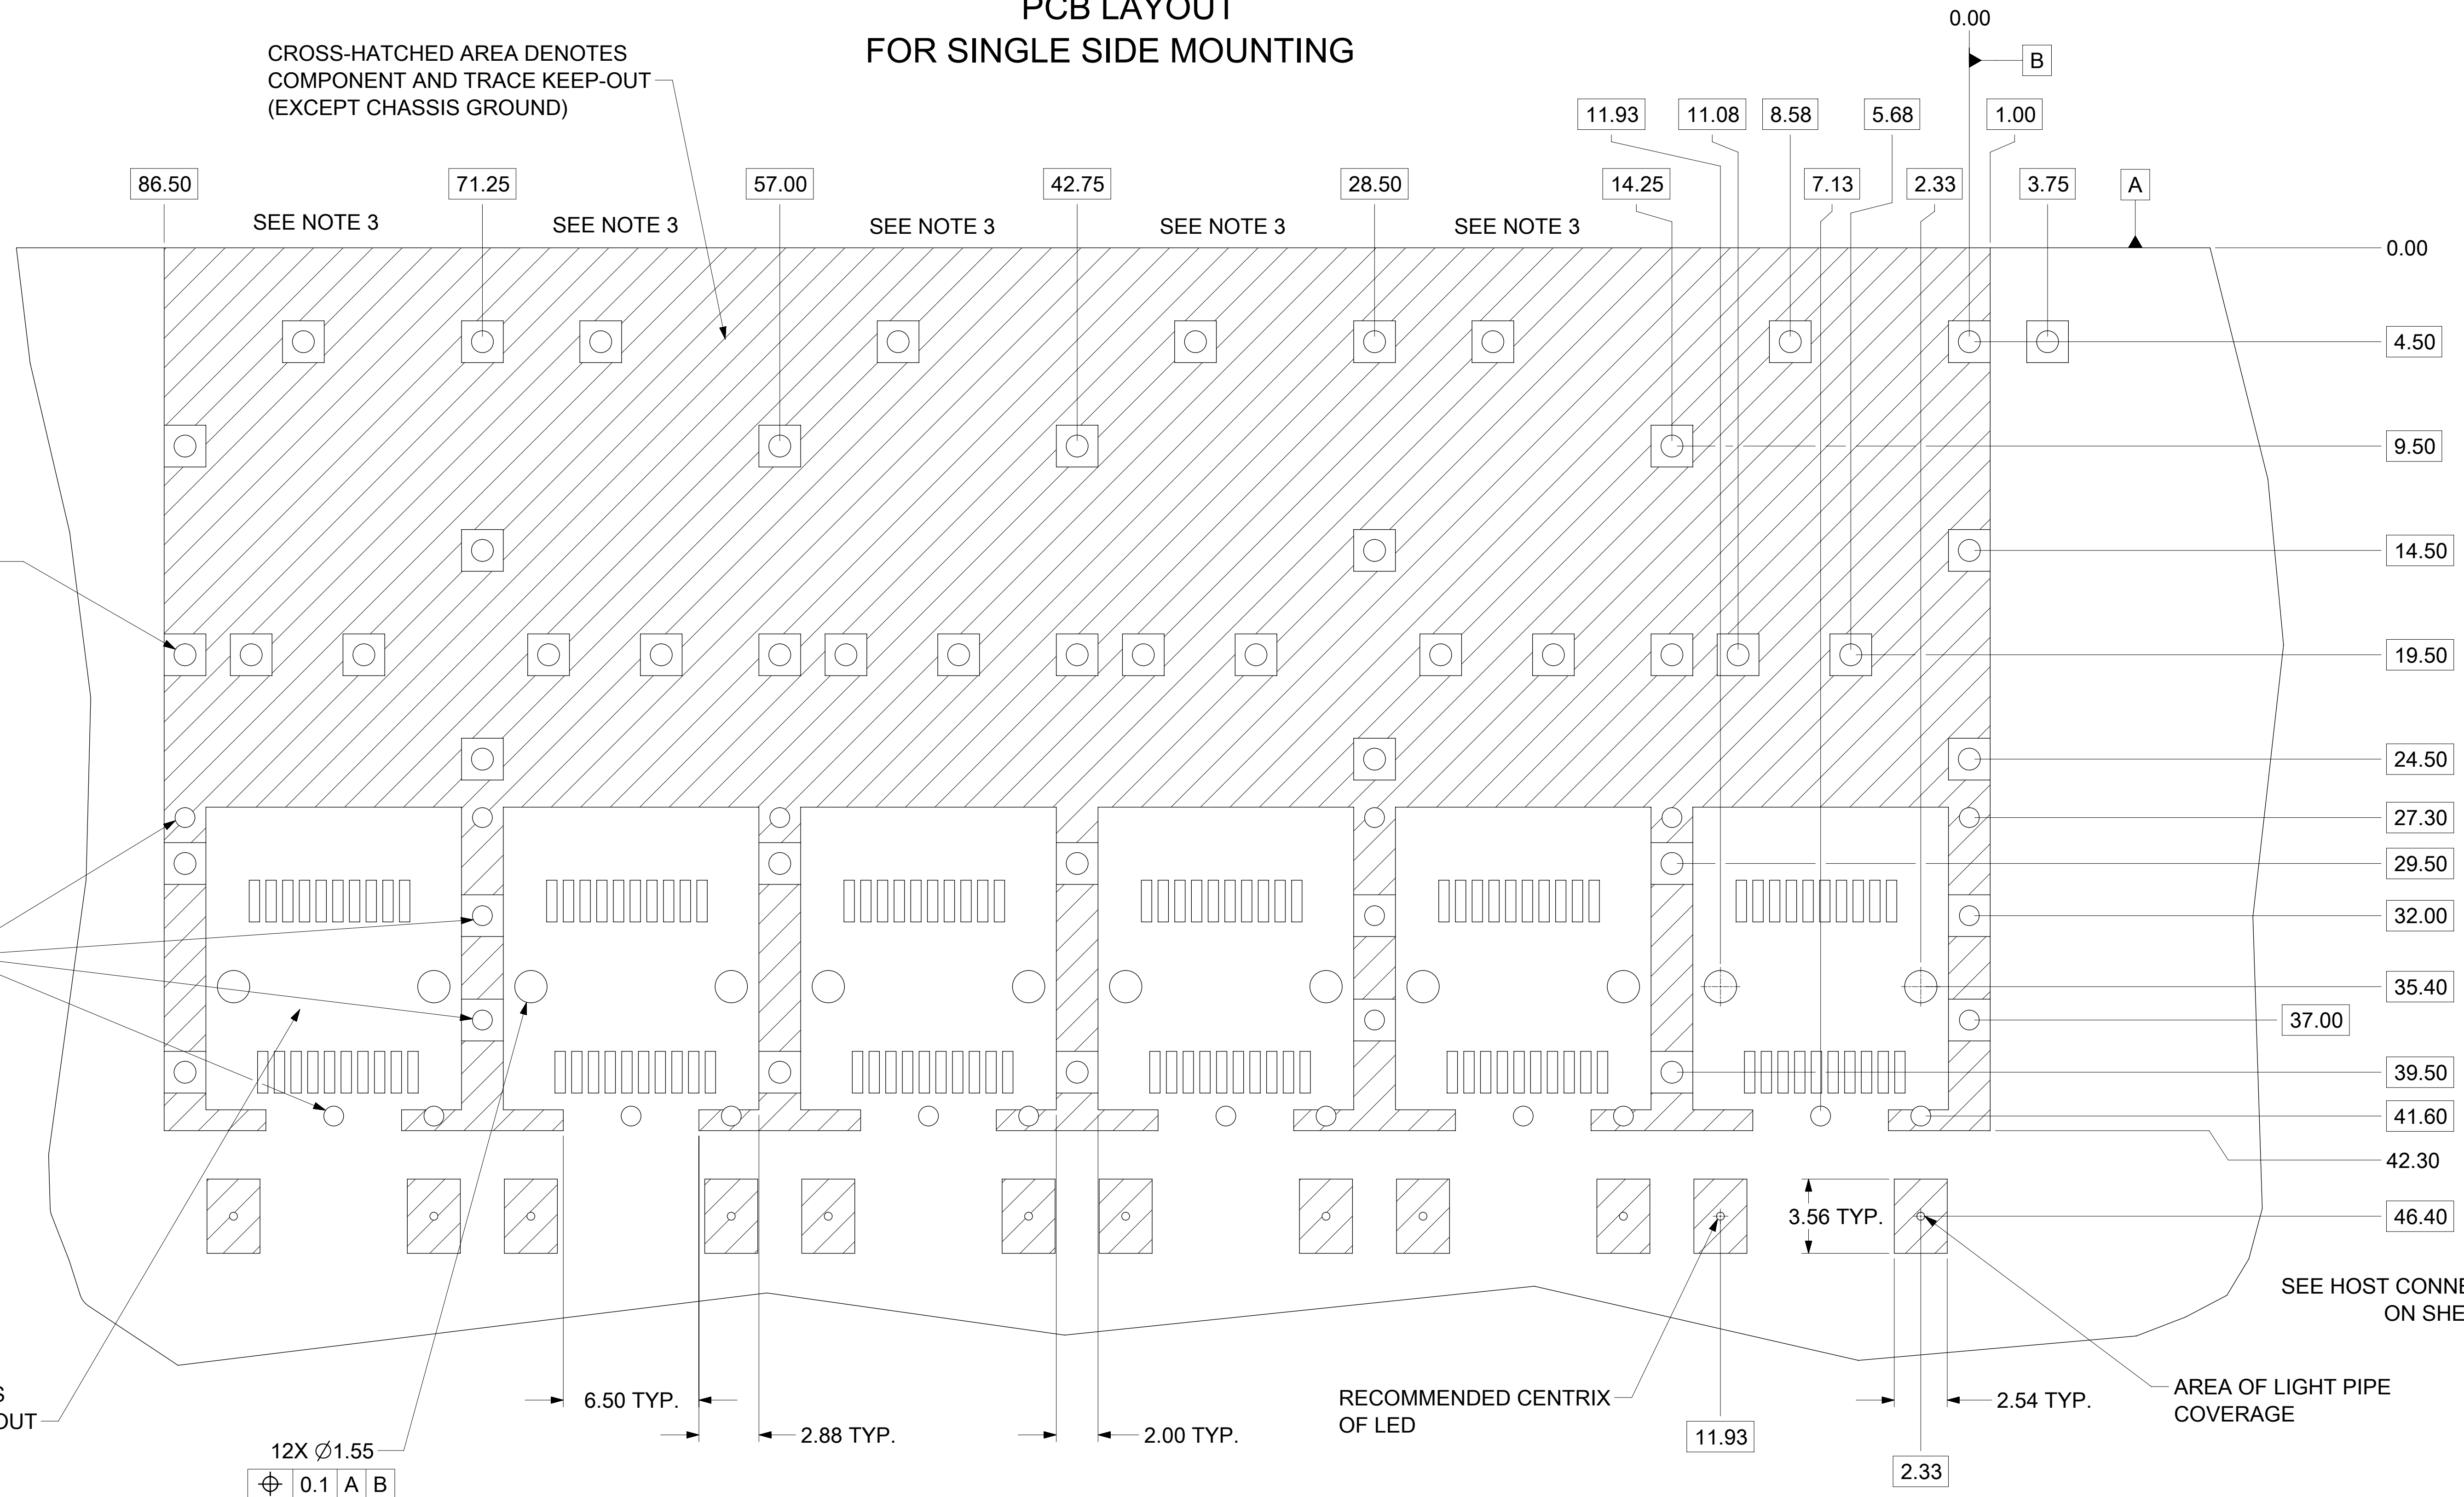 PCB LAYOUT
FOR SINGLE SIDE MOUNTING
0.00
B
CROSS-HATCHED AREA DENOTES
COMPONENT AND TRACE KEEP-OUT
(EXCEPT CHASSIS GROUND)
11.93 11.08 8.58 5.68 1.00
86.50 71.25 57.00 42.75 28.50 14.25 7.13 2.33 3.75 A
SEE NOTE 3 SEE NOTE 3 SEE NOTE 3 SEE NOTE 3 SEE NOTE 3
0.00
4.50
9.50
14.50
19.50
24.50
27.30
29.50
32.00
35.40
37.00
39.50
41.60
42.30
46.40
3.56 TYP.
SEE HOST CONNE
ON SHE
S
OUT
6.50 TYP.
2.88 TYP.
2.00 TYP.
RECOMMENDED CENTRIX
OF LED
2.54 TYP.
AREA OF LIGHT PIPE
COVERAGE
11.93
2.33
12X ∅1.55
⌖ 0.1 A B